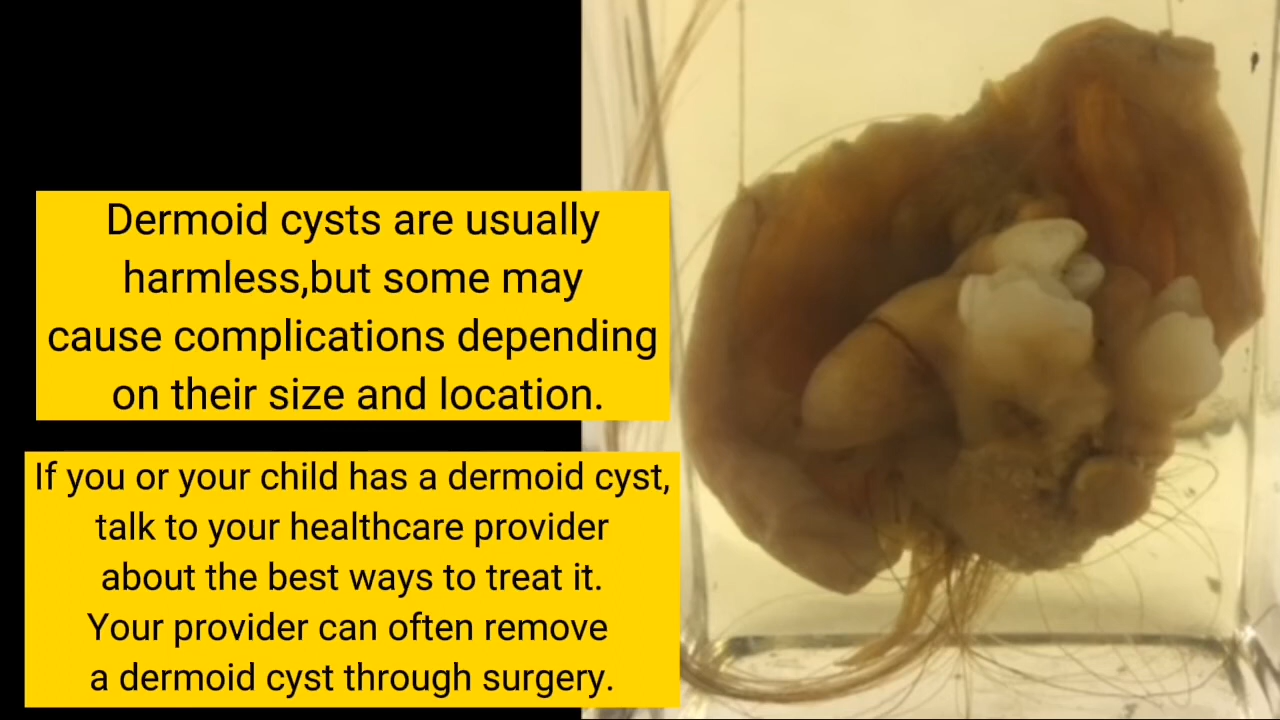 Dermoid cysts are usually
harmless,but some may
cause complications depending
on their size and location.
If you or your child has a dermoid cyst,
talk to your healthcare provider
about the best ways to treat it.
Your provider can often remove
a dermoid cyst through surgery.